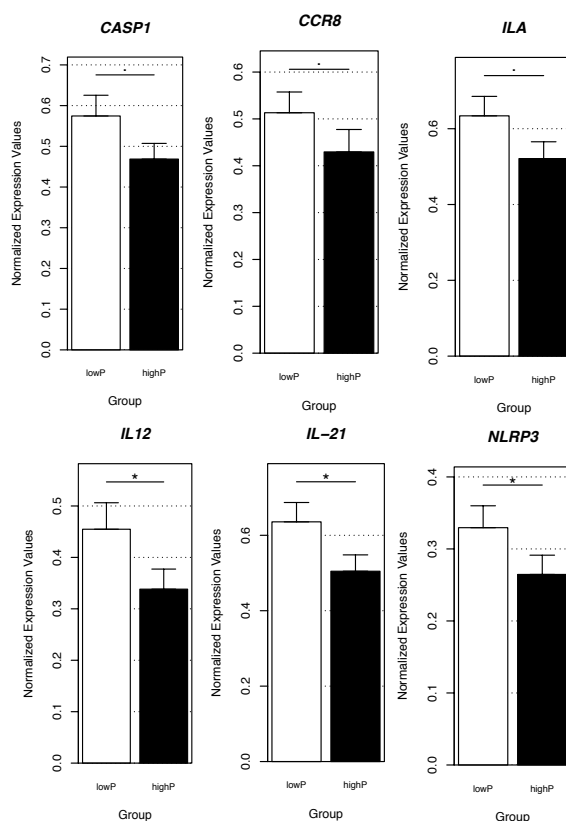 CASP1
CCR8
ILA
Normalized Expression Values
0.0 0.1 0.2 0.3 0.4 0.5 0.6 0.7
.
lowP highP
Group
Normalized Expression Values
0.0 0.1 0.2 0.3 0.4 0.5 0.6
.
lowP highP
Group
Normalized Expression Values
0.0 0.2 0.4 0.6
.
lowP highP
Group
IL12
IL−21
NLRP3
Normalized Expression Values
0.0 0.1 0.2 0.3 0.4 0.5
*
lowP highP
Group
Normalized Expression Values
0.0 0.2 0.4 0.6
*
lowP highP
Group
Normalized Expression Values
0.0 0.1 0.2 0.3 0.4
*
lowP highP
Group